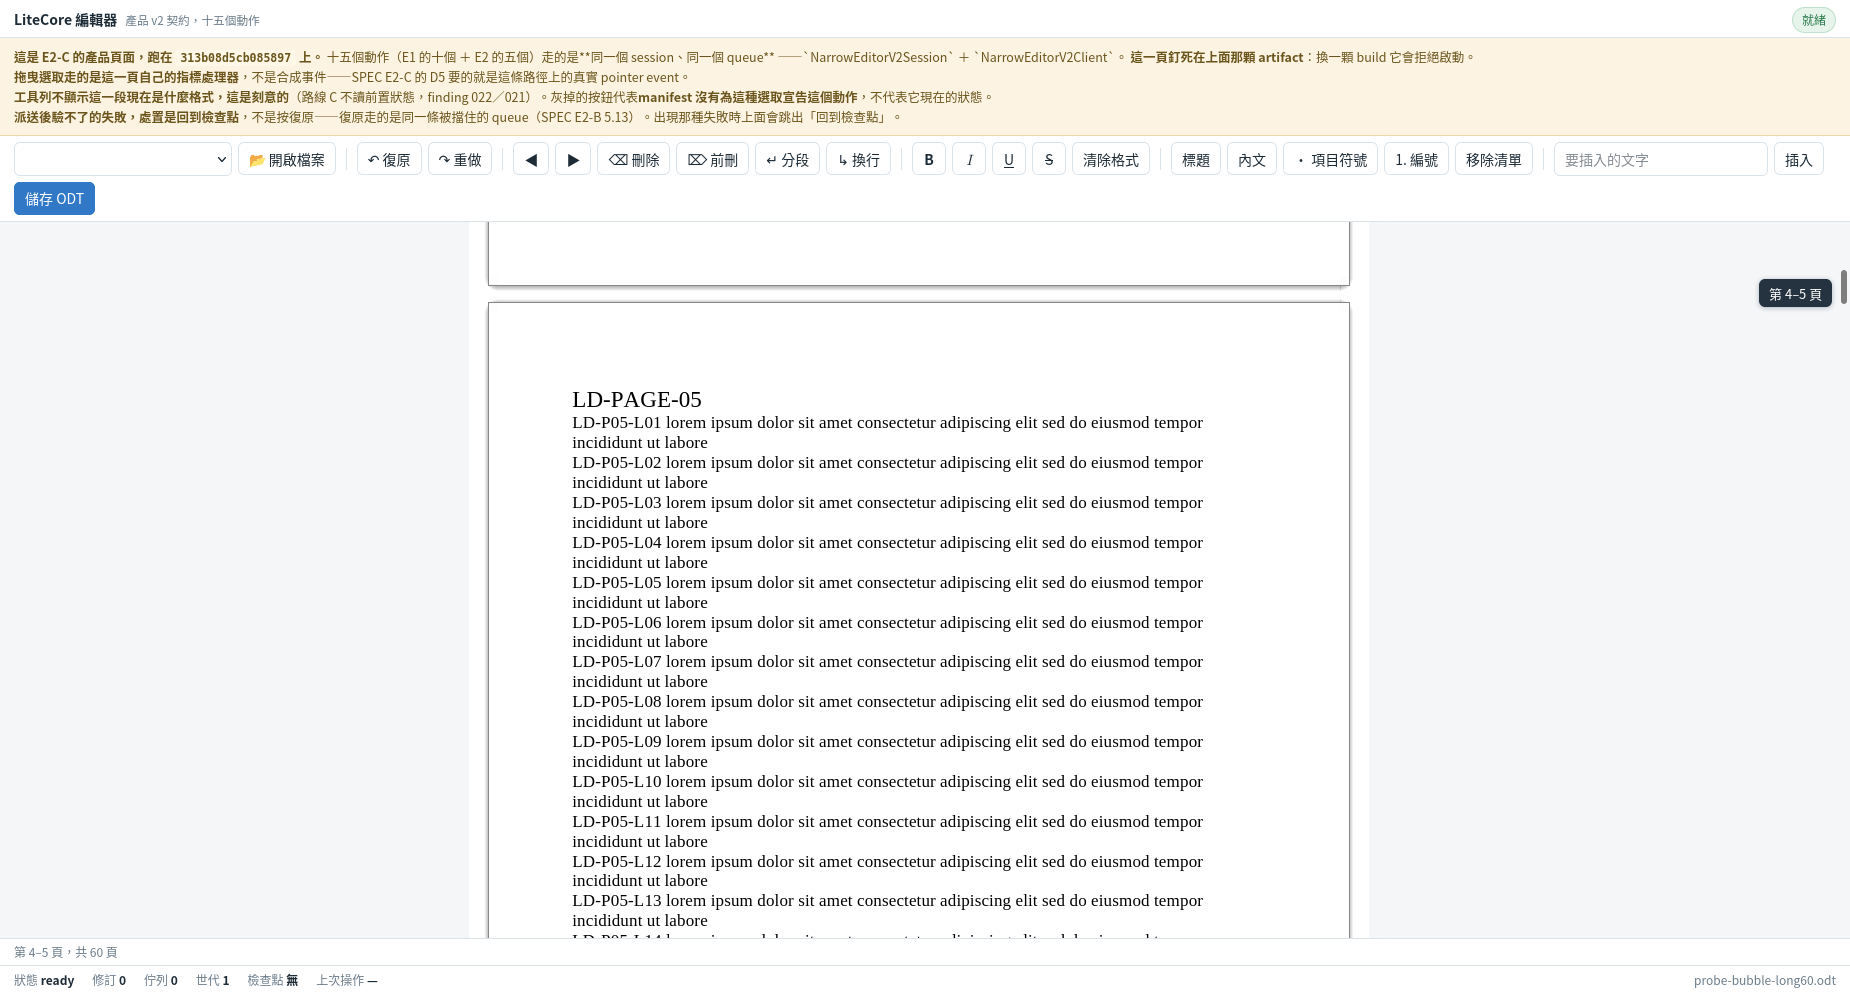 LiteCore 編輯器 產品 v2 契約，十五個動作
就緒
這是 E2-C 的產品頁面，跑在 313b08d5cb085897 上。 十五個動作（E1 的十個 ＋ E2 的五個）走的是**同一個 session、同一個 queue** ——`NarrowEditorV2Session` ＋ `NarrowEditorV2Client`。 這一頁釘死在上面那顆 artifact：換一顆 build 它會拒絕啟動。
拖曳選取走的是這一頁自己的指標處理器，不是合成事件——SPEC E2-C 的 D5 要的就是這條路徑上的真實 pointer event。
工具列不顯示這一段現在是什麼格式，這是刻意的（路線 C 不讀前置狀態，finding 022／021）。灰掉的按鈕代表manifest 沒有為這種選取宣告這個動作，不代表它現在的狀態。
派送後驗不了的失敗，處置是回到檢查點，不是按復原——復原走的是同一條被擋住的 queue（SPEC E2-B 5.13）。出現那種失敗時上面會跳出「回到檢查點」。
📂 開啟檔案 ↶ 復原 ↷ 重做 ◀ ▶ ⌫ 刪除 ⌦ 前刪 ↵ 分段 ↳ 換行 B I U S 清除格式 標題 內文 • 項目符號 1. 編號 移除清單 要插入的文字 插入
儲存 ODT
第 4–5 頁
LD-PAGE-05
LD-P05-L01 lorem ipsum dolor sit amet consectetur adipiscing elit sed do eiusmod tempor
incididunt ut labore
LD-P05-L02 lorem ipsum dolor sit amet consectetur adipiscing elit sed do eiusmod tempor
incididunt ut labore
LD-P05-L03 lorem ipsum dolor sit amet consectetur adipiscing elit sed do eiusmod tempor
incididunt ut labore
LD-P05-L04 lorem ipsum dolor sit amet consectetur adipiscing elit sed do eiusmod tempor
incididunt ut labore
LD-P05-L05 lorem ipsum dolor sit amet consectetur adipiscing elit sed do eiusmod tempor
incididunt ut labore
LD-P05-L06 lorem ipsum dolor sit amet consectetur adipiscing elit sed do eiusmod tempor
incididunt ut labore
LD-P05-L07 lorem ipsum dolor sit amet consectetur adipiscing elit sed do eiusmod tempor
incididunt ut labore
LD-P05-L08 lorem ipsum dolor sit amet consectetur adipiscing elit sed do eiusmod tempor
incididunt ut labore
LD-P05-L09 lorem ipsum dolor sit amet consectetur adipiscing elit sed do eiusmod tempor
incididunt ut labore
LD-P05-L10 lorem ipsum dolor sit amet consectetur adipiscing elit sed do eiusmod tempor
incididunt ut labore
LD-P05-L11 lorem ipsum dolor sit amet consectetur adipiscing elit sed do eiusmod tempor
incididunt ut labore
LD-P05-L12 lorem ipsum dolor sit amet consectetur adipiscing elit sed do eiusmod tempor
incididunt ut labore
LD-P05-L13 lorem ipsum dolor sit amet consectetur adipiscing elit sed do eiusmod tempor
incididunt ut labore
第 4–5 頁，共 60 頁
狀態 ready 修訂 0 佇列 0 世代 1 檢查點 無 上次操作 — probe-bubble-long60.odt